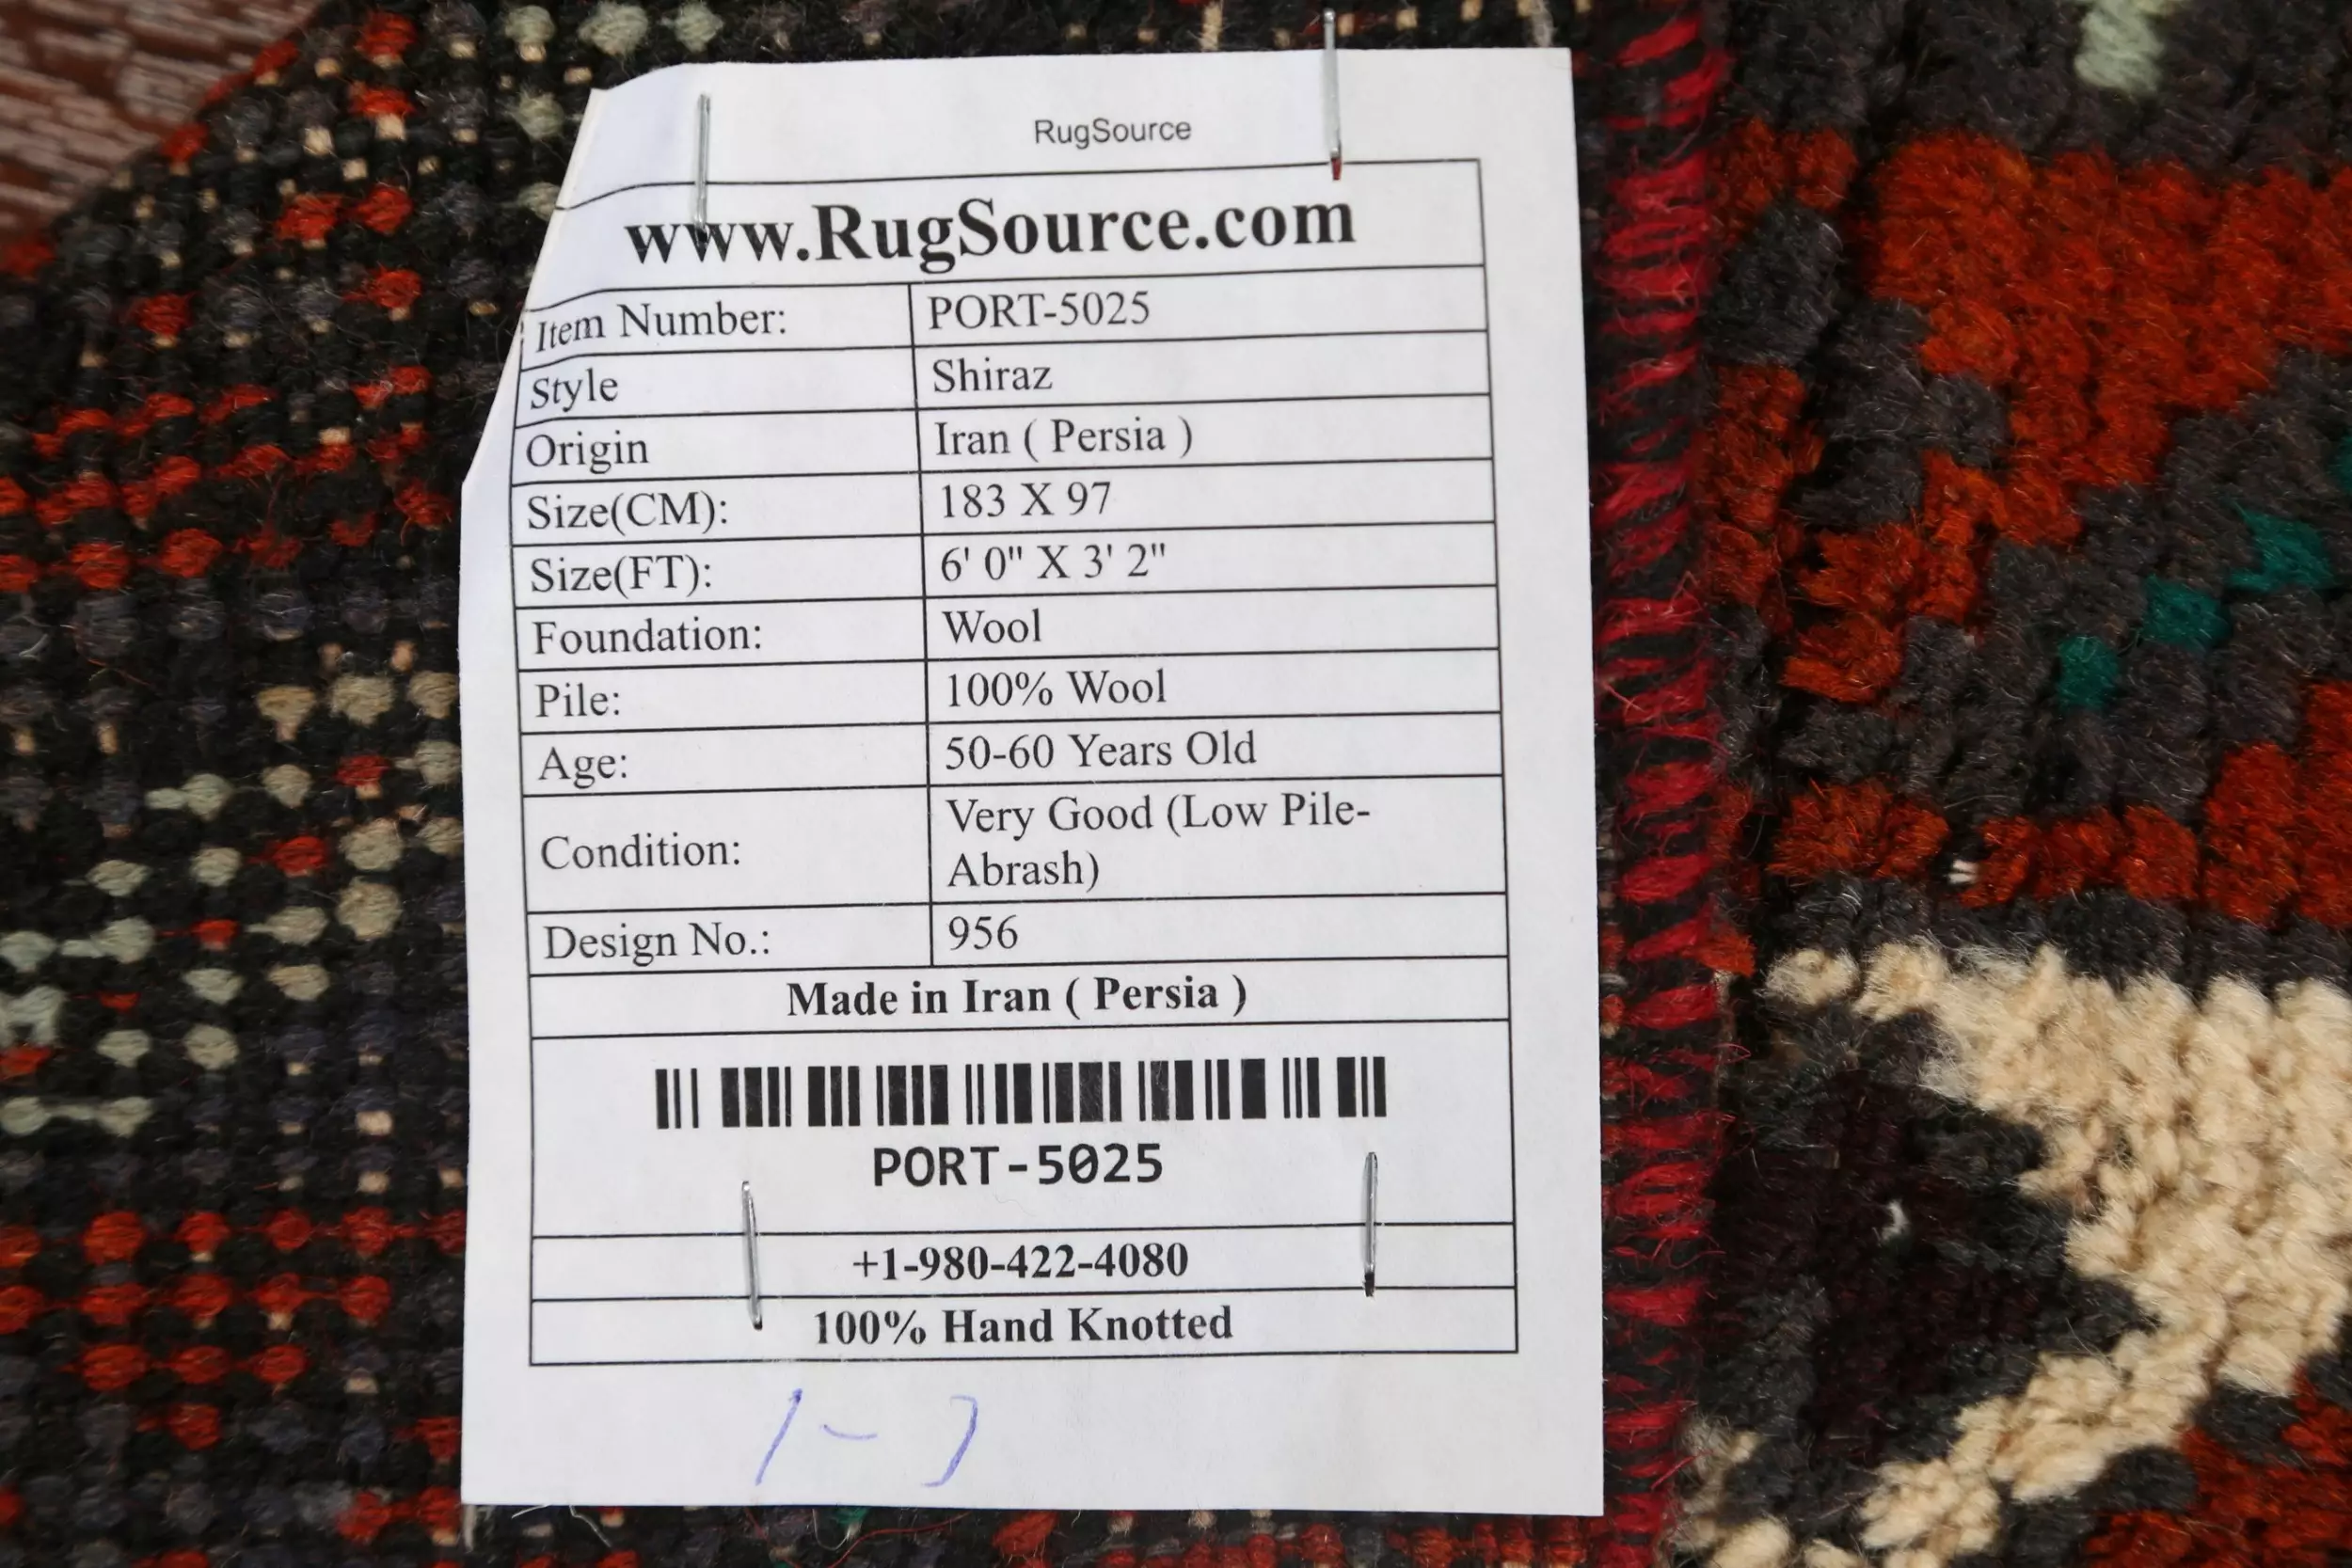 RugSource
www.RugSource.com
Item Number: PORT-5025
Style Shiraz
Origin Iran ( Persia )
Size(CM): 183 X 97
Size(FT): 6' 0" X 3' 2"
Foundation: Wool
Pile: 100% Wool
Age: 50-60 Years Old
Condition: Very Good (Low Pile-
Abrash)
Design No.: 956
Made in Iran ( Persia )
PORT-5025
+1-980-422-4080
100% Hand Knotted